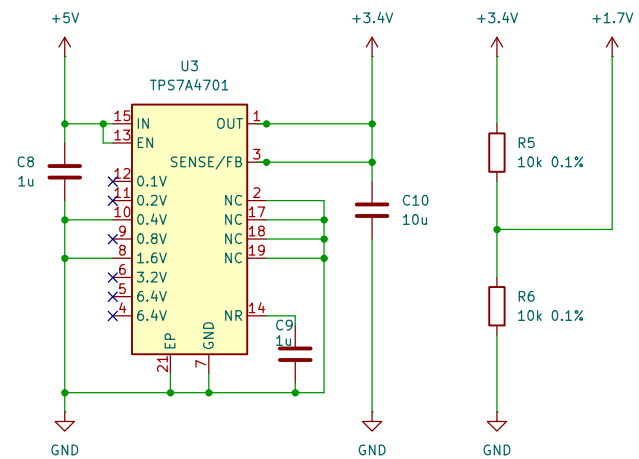 +5V
+3.4V
+3.4V
+1.7V
U3
TPS7A4701
15 IN
13 EN
OUT 1
SENSE/FB 3
C8
1u
12 0.1V
11 0.2V
10 0.4V
9 0.8V
8 1.6V
6 3.2V
5 6.4V
4 6.4V
NC 2
NC 17
NC 18
NC 19
NR 14
EP
21
GND
7
C9
1u
C10
10u
R5
10k 0.1%
R6
10k 0.1%
GND
GND
GND